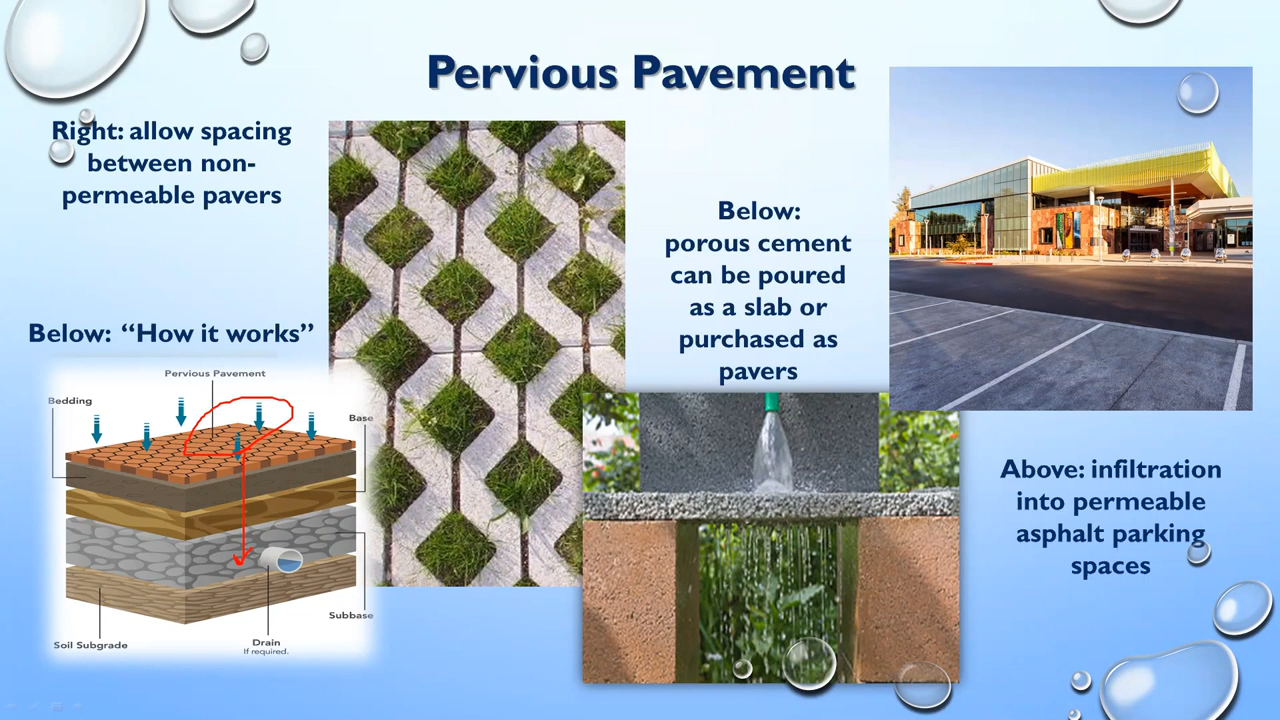 Pervious Pavement
Right: allow spacing
between non-
permeable pavers
Below:
porous cement
can be poured
as a slab or
purchased as
pavers
Below: “How it works”
Pervious Pavement
Bedding
Base
Subbase
Soil Subgrade
Drain
If required.
Above: infiltration
into permeable
asphalt parking
spaces